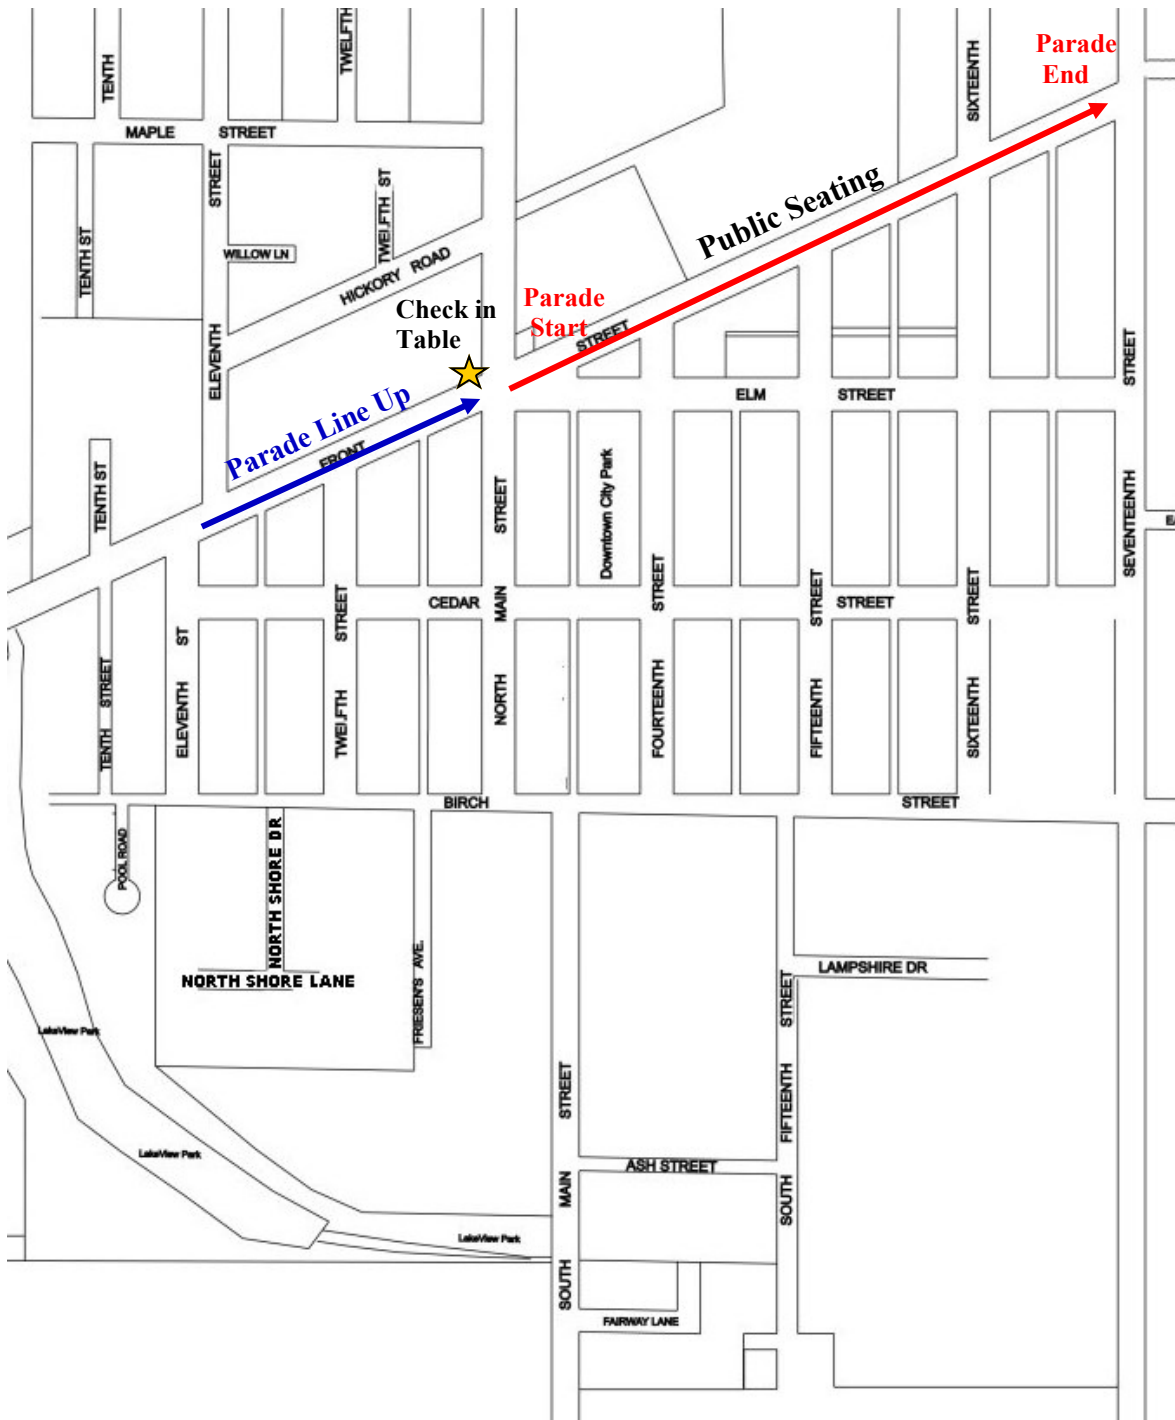 TENTH
TWELFTH
SIXTEENTH
Parade
End
MAPLE STREET
STREET
TWELFTH ST
Public Seating
TENTH ST
WILLOW LN
HICKORY ROAD
Check in
Table
Parade
Start
STREET
ELEVENTH
STREET
ELM STREET
Parade Line Up
FRONT
TENTH ST
STREET
Downtown City Park
SEVENTEENTH
CEDAR STREET
STREET
MAIN
STREET
STREET
STREET
ELEVENTH ST
TENTH STREET
TWELFTH
NORTH
FOURTEENTH
FIFTEENTH
SIXTEENTH
BIRCH STREET
POOL ROAD
NORTH SHORE DR
NORTH SHORE LANE
FRIESEN'S AVE.
LAMPSHIRE DR
STREET
LakeView Park
STREET
FIFTEENTH
LakeView Park
ASH STREET
MAIN
SOUTH
LakeView Park
SOUTH
FAIRWAY LANE